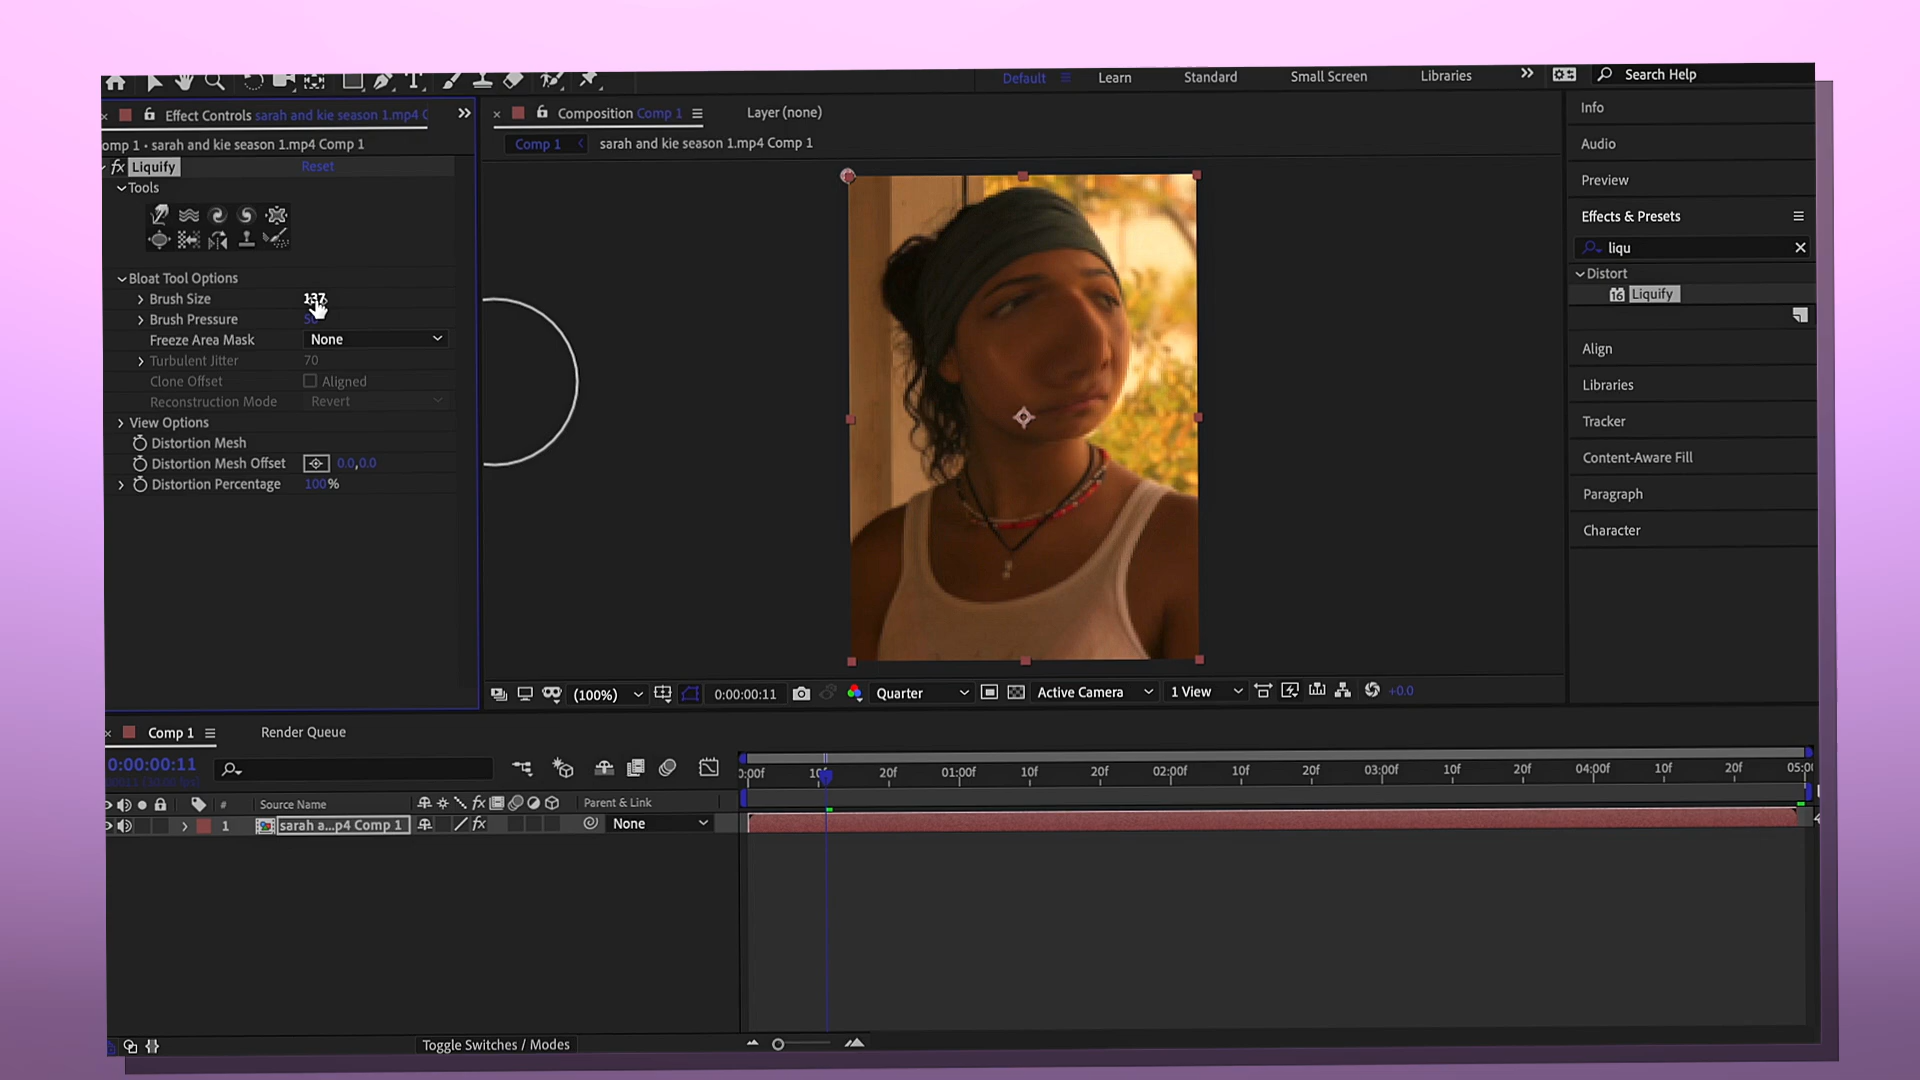 Default
Learn
Standard
Small Screen
Libraries
Search Help
Effect Controls sarah and kie season 1.mp4 C
Composition Comp 1
Layer (none)
omp 1 • sarah and kie season 1.mp4 Comp 1
Comp 1
sarah and kie season 1.mp4 Comp 1
fx Liquify
Reset
Tools
Bloat Tool Options
Brush Size
137
Brush Pressure
Freeze Area Mask
None
Turbulent Jitter
70
Clone Offset
Aligned
Reconstruction Mode
Revert
View Options
Distortion Mesh
Distortion Mesh Offset
0.0,0.0
Distortion Percentage
100%
Info
Audio
Preview
Effects & Presets
liqu
Distort
16 Liquify
Align
Libraries
Tracker
Content-Aware Fill
Paragraph
Character
(100%)
0:00:00:11
Quarter
Active Camera
1 View
+0.0
Comp 1
Render Queue
0:00:00:11
20f
01:00f
10f
20f
02:00f
10f
20f
03:00f
10f
20f
04:00f
10f
20f
#
Source Name
fx
Parent & Link
1
sarah a...p4 Comp 1
fx
None
Toggle Switches / Modes